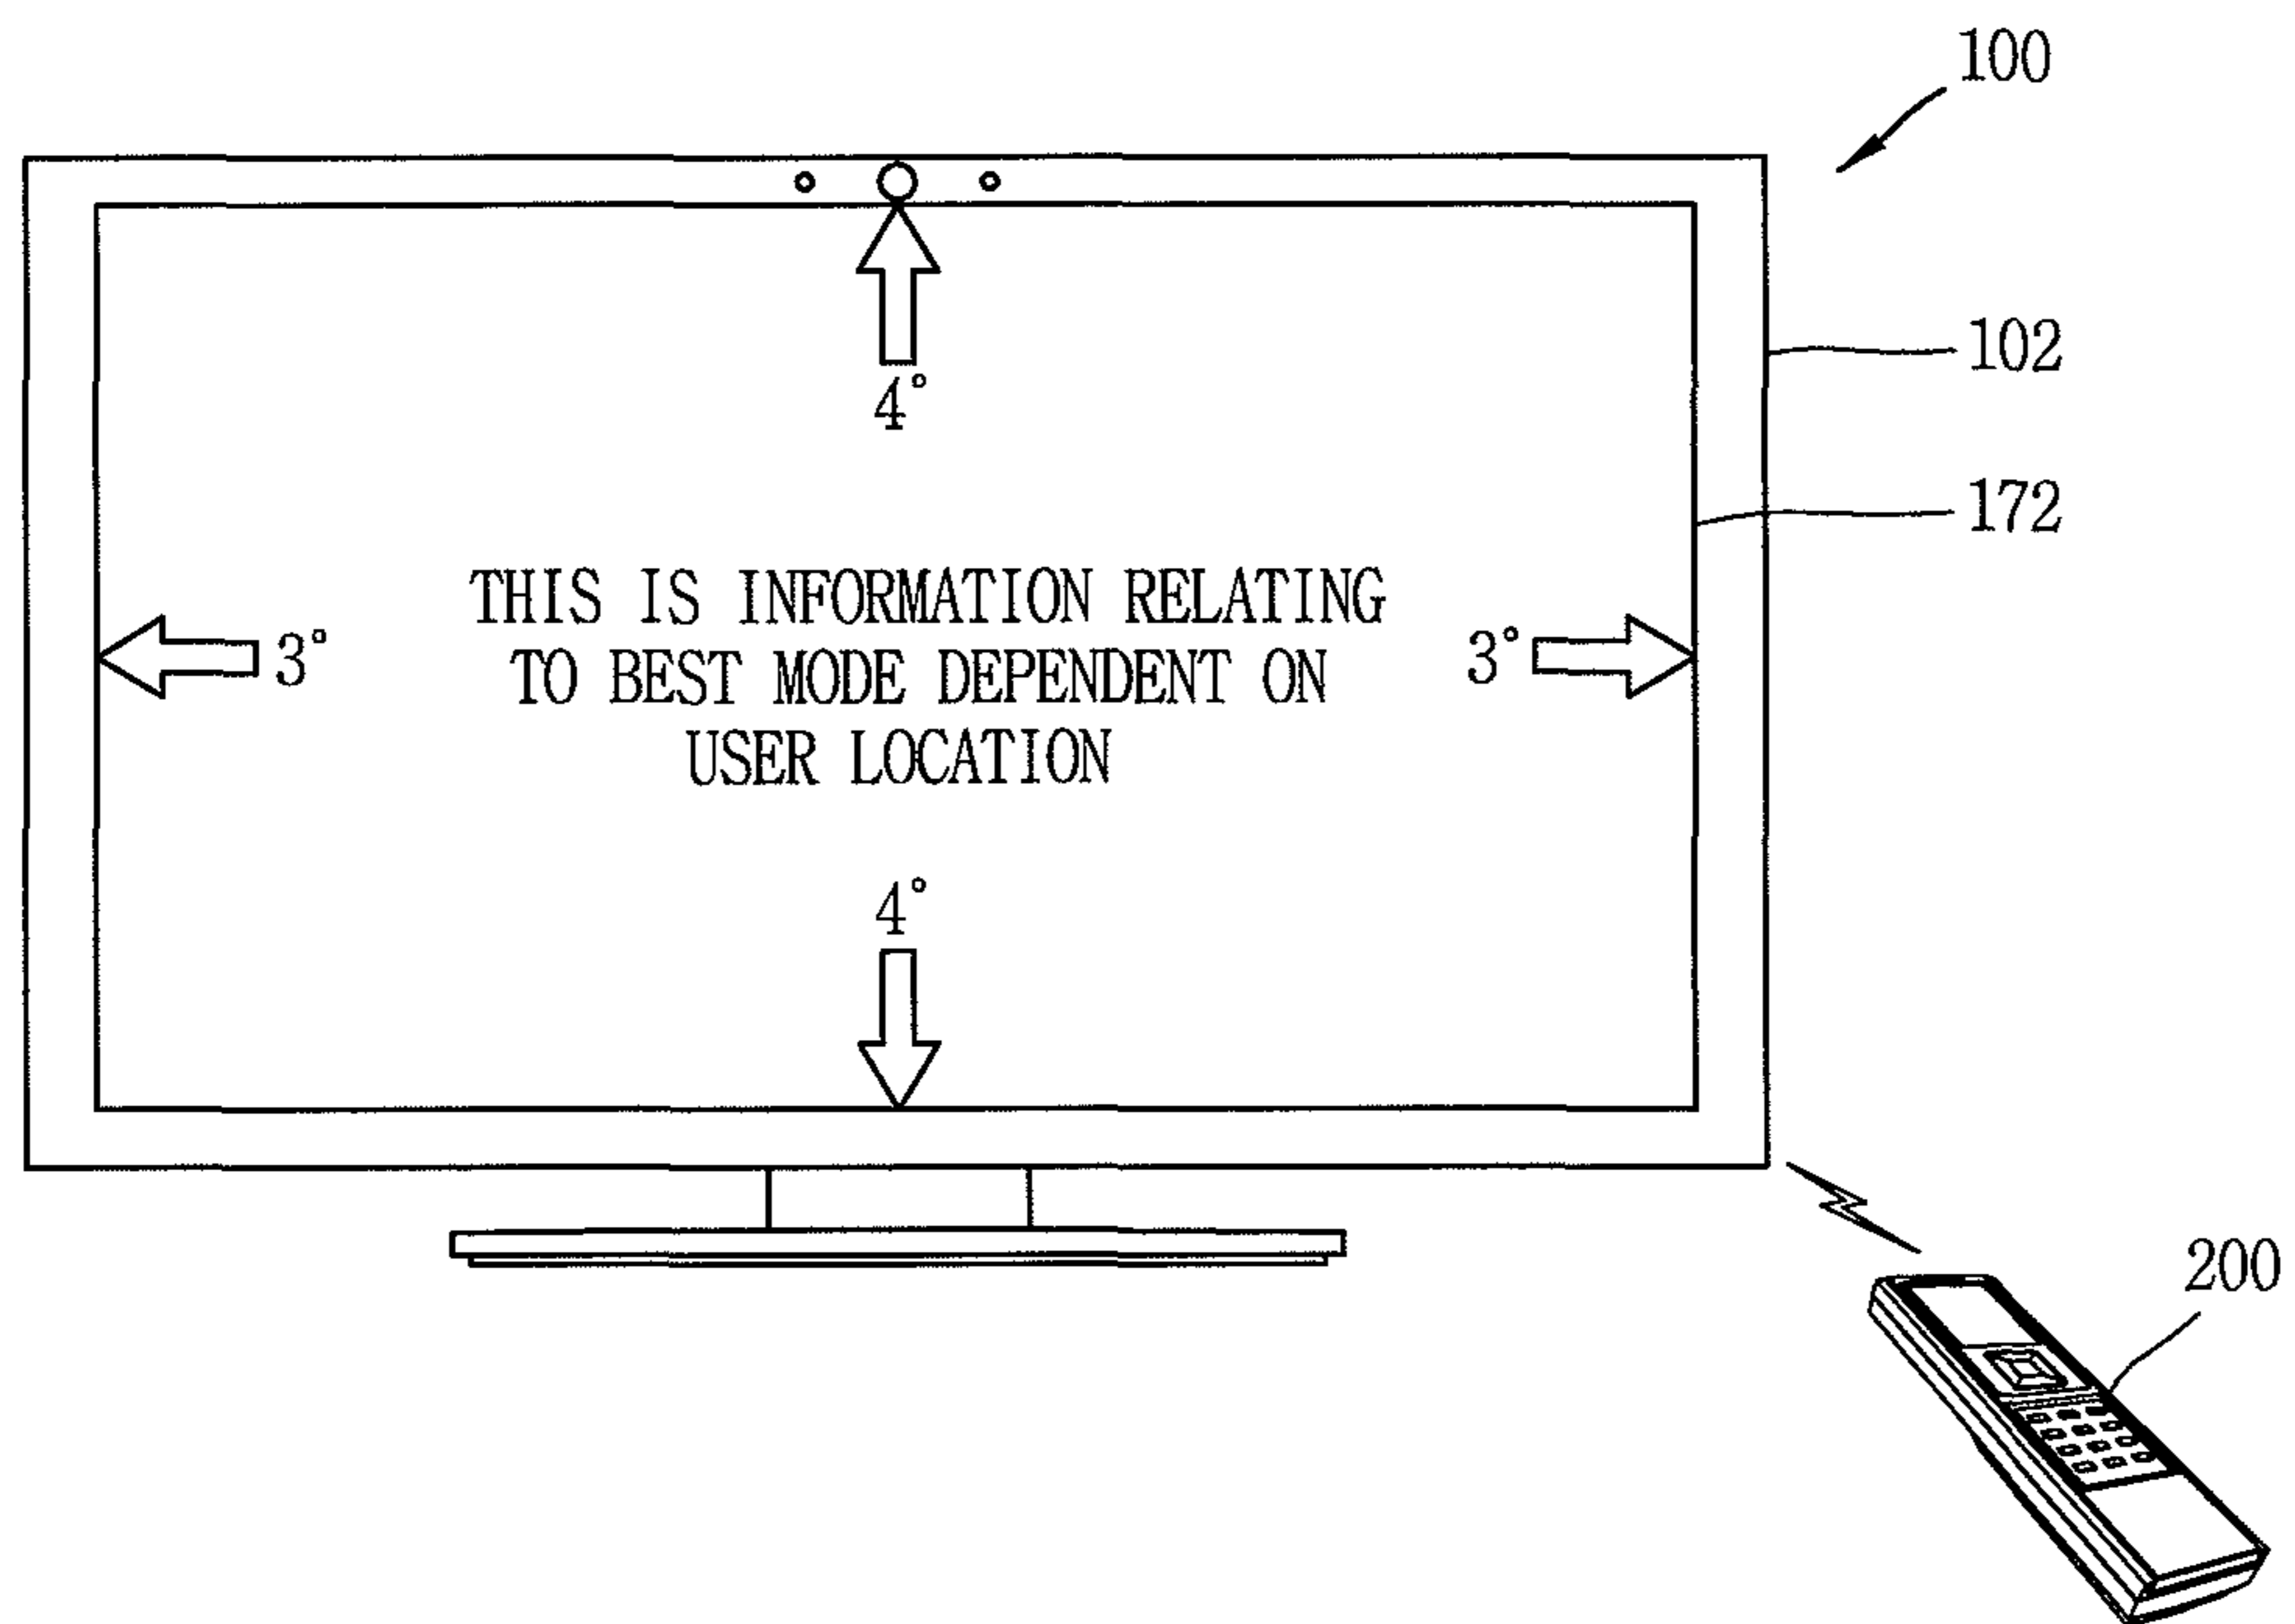 100
4°
102
172
THIS IS INFORMATION RELATING
TO BEST MODE DEPENDENT ON
USER LOCATION
3°
3°
4°
200